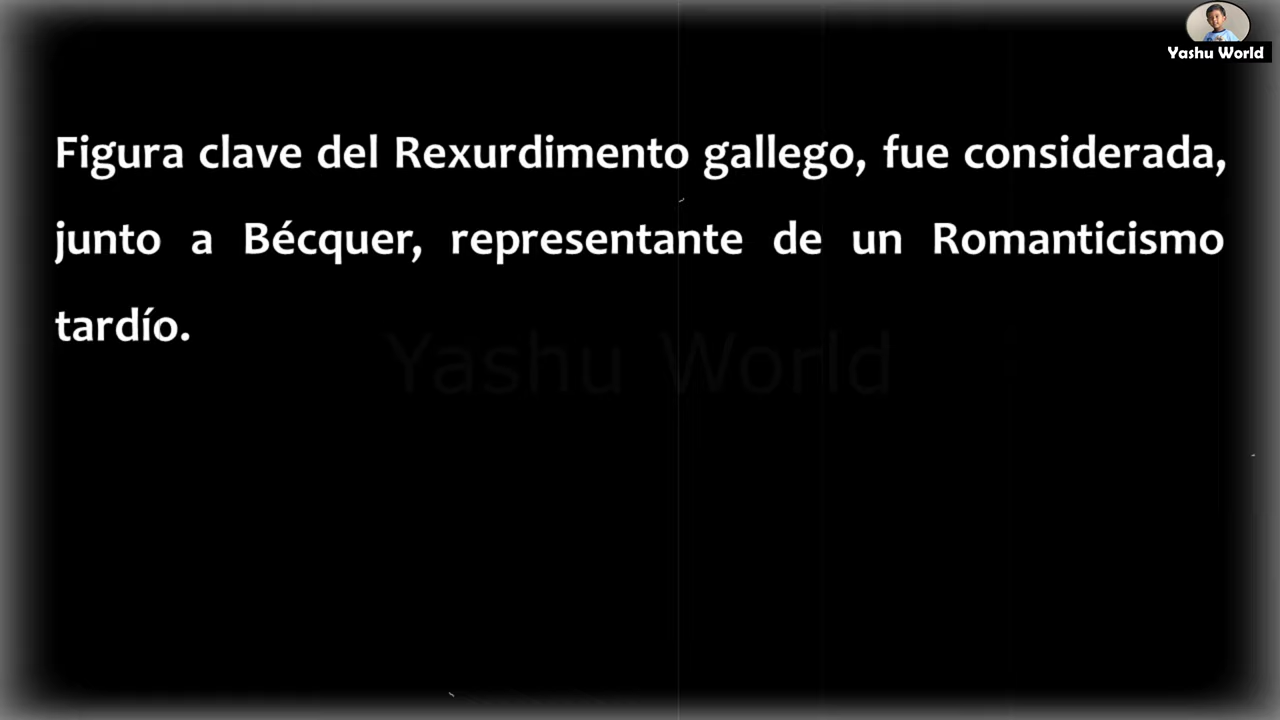 Yashu World
Figura clave del Rexurdimento gallego, fue considerada,
junto a Bécquer, representante de un Romanticismo
tardío.
Yashu World